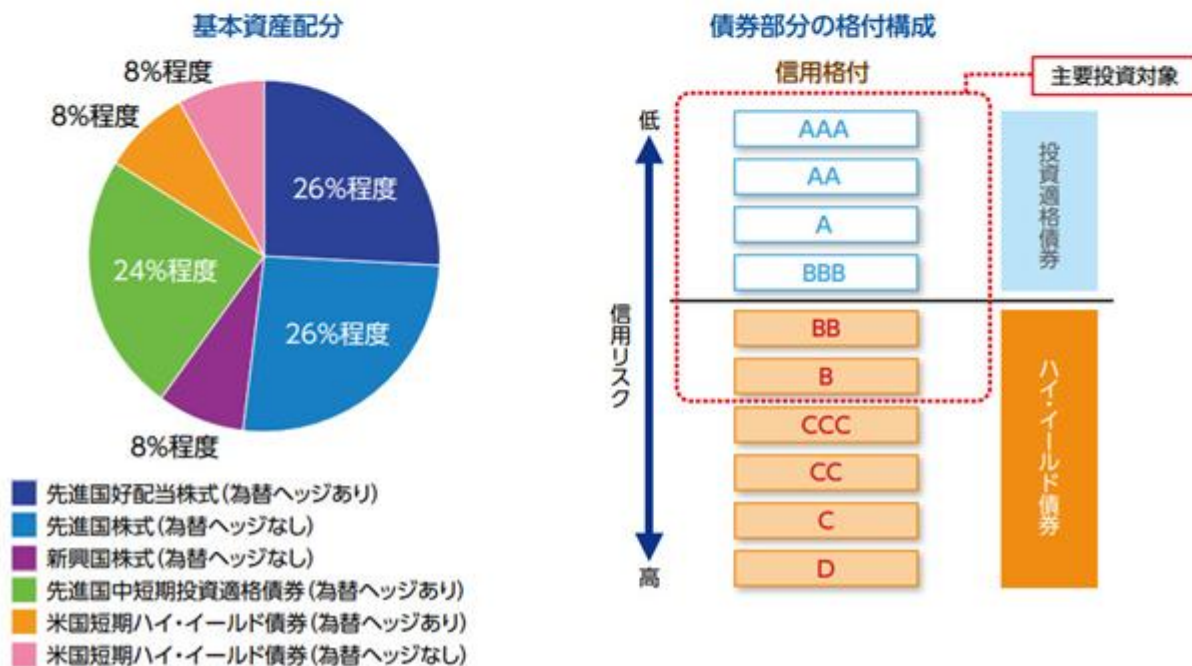 基本資産配分
8%程度
8%程度
26%程度
24%程度
26%程度
8%程度
先進国好配当株式(為替ヘッジあり)
先進国株式(為替ヘッジなし)
新興国株式(為替ヘッジなし)
先進国中短期投資適格債券(為替ヘッジあり)
米国短期ハイ・イールド債券(為替ヘッジあり)
米国短期ハイ・イールド債券(為替ヘッジなし)
債券部分の格付構成
信用格付
主要投資対象
低
信用リスク
高
AAA
AA
A
BBB
BB
B
CCC
CC
C
D
投資適格債券
ハイ・イールド債券